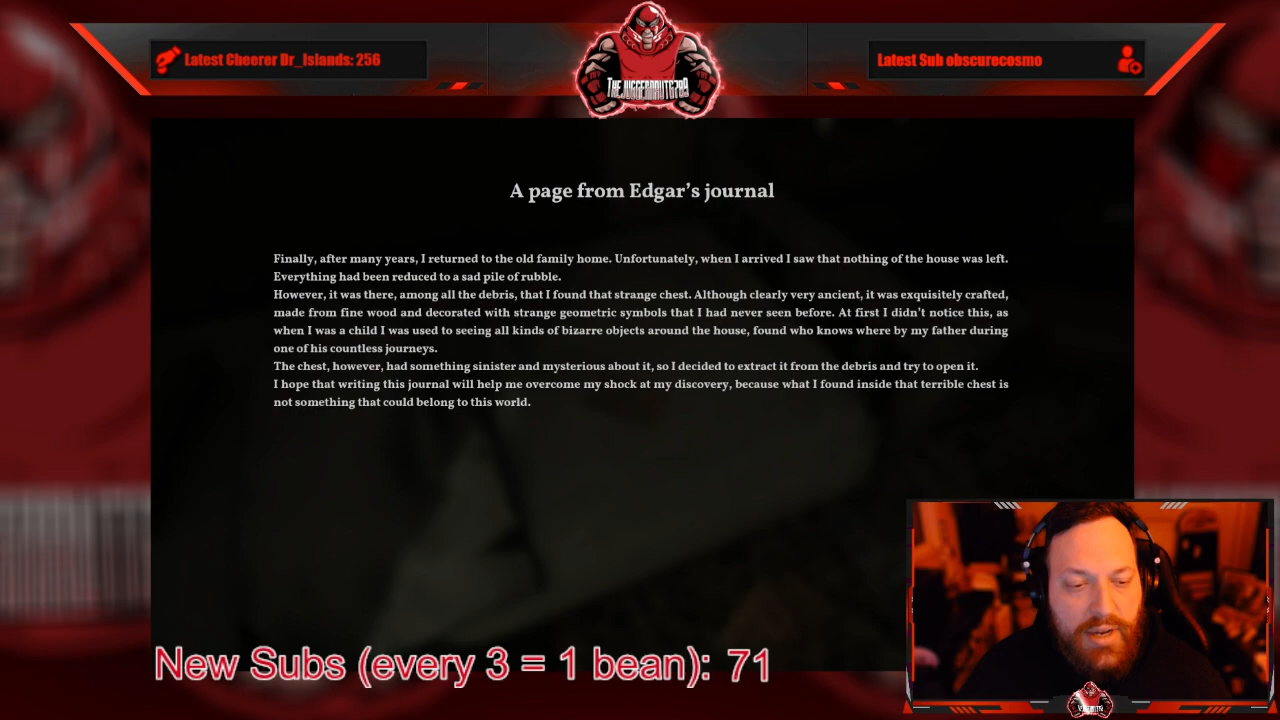 Latest Cheerer Dr_Islands: 256
Latest Sub obscurecosmo
TheJuggernaut6789
A page from Edgar's journal
Finally, after many years, I returned to the old family home. Unfortunately, when I arrived I saw that nothing of the house was left.
Everything had been reduced to a sad pile of rubble.
However, it was there, among all the debris, that I found that strange chest. Although clearly very ancient, it was exquisitely crafted,
made from fine wood and decorated with strange geometric symbols that I had never seen before. At first I didn't notice this, as
when I was a child I was used to seeing all kinds of bizarre objects around the house, found who knows where by my father during
one of his countless journeys.
The chest, however, had something sinister and mysterious about it, so I decided to extract it from the debris and try to open it.
I hope that writing this journal will help me overcome my shock at my discovery, because what I found inside that terrible chest is
not something that could belong to this world.
New Subs (every 3 = 1 bean): 71